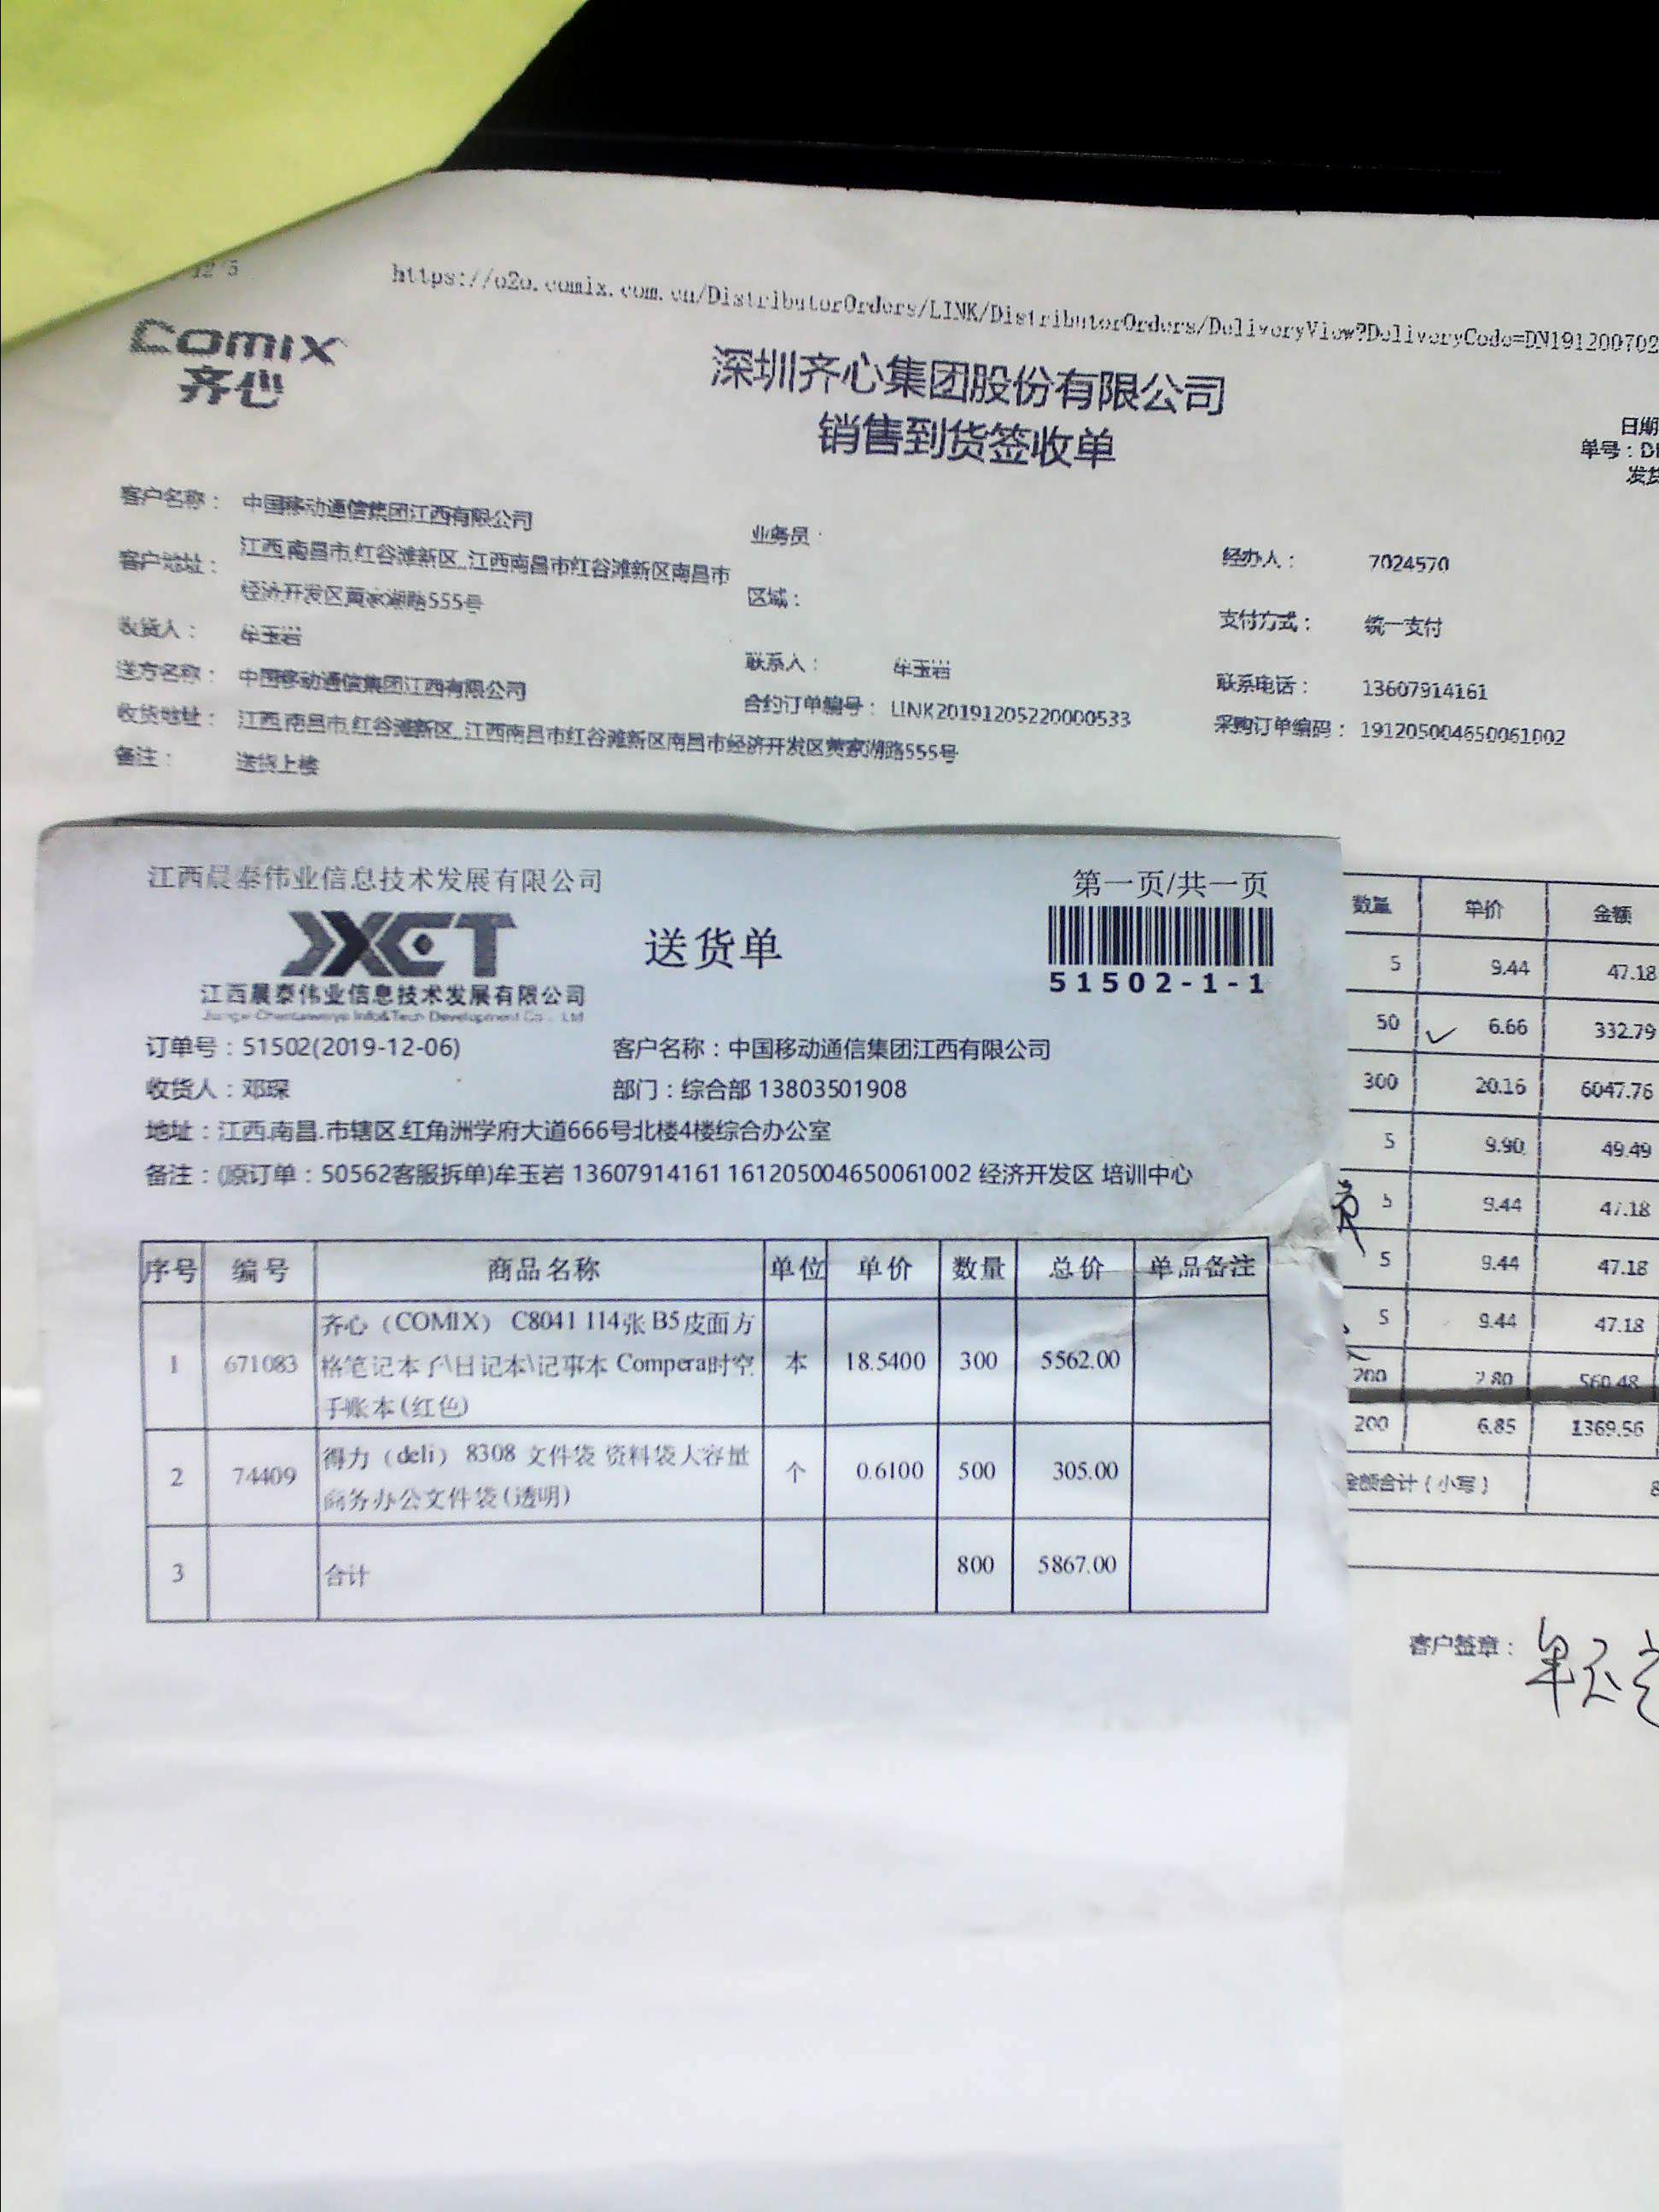 12/5
https://o2o.comix.com.cn/DistributorOrders/LINK/DistributorOrders/DeliveryView?DeliveryCode=DN191200702
Comix
齐心
深圳齐心集团股份有限公司
销售到货签收单
日期
单号：D
发货
客户名称： 中国移动通信集团江西有限公司
业务员：
经办人： 7024570
客户地址： 江西.南昌市.红谷滩新区..江西南昌市红谷滩新区南昌市
经济开发区黄家湖路555号
区域：
支付方式： 统一支付
收货人： 牟玉岩
联系人： 牟玉岩
联系电话： 13607914161
送方名称： 中国移动通信集团江西有限公司
合约订单编号： LINK20191205220000533
采购订单编码： 191205004650061002
收货地址： 江西.南昌市.红谷滩新区..江西南昌市红谷滩新区南昌市经济开发区黄家湖路555号
备注： 送货上楼
江西晨泰伟业信息技术发展有限公司
第一页/共一页
JXCT
送货单
51502-1-1
江西晨泰伟业信息技术发展有限公司
Jiangxi Chentaiweiye Info&Tech Development Co., Ltd
订单号：51502(2019-12-06)
客户名称：中国移动通信集团江西有限公司
收货人：邓琛
部门：综合部 13803501908
地址：江西.南昌.市辖区.红角洲学府大道666号北楼4楼综合办公室
备注：(原订单：50562客服拆单)牟玉岩 13607914161 161205004650061002 经济开发区 培训中心
序号 编号 商品名称 单位 单价 数量 总价 单品备注
1 671083 齐心（COMIX） C8041 114张 B5皮面方
格笔记本子\日记本\记事本 Compera时空
手账本(红色)
本 18.5400 300 5562.00
2 74409 得力（deli） 8308 文件袋 资料袋大容量
商务办公文件袋(透明)
个 0.6100 500 305.00
3 合计 800 5867.00
数量 单价 金额
5 9.44 47.18
50 ✓ 6.66 332.79
300 20.16 6047.76
5 9.90 49.49
5 9.44 47.18
5 9.44 47.18
5 9.44 47.18
200 2.80 560.48
200 6.85 1369.56
金额合计（小写） 8
客户签章： 牟玉岩